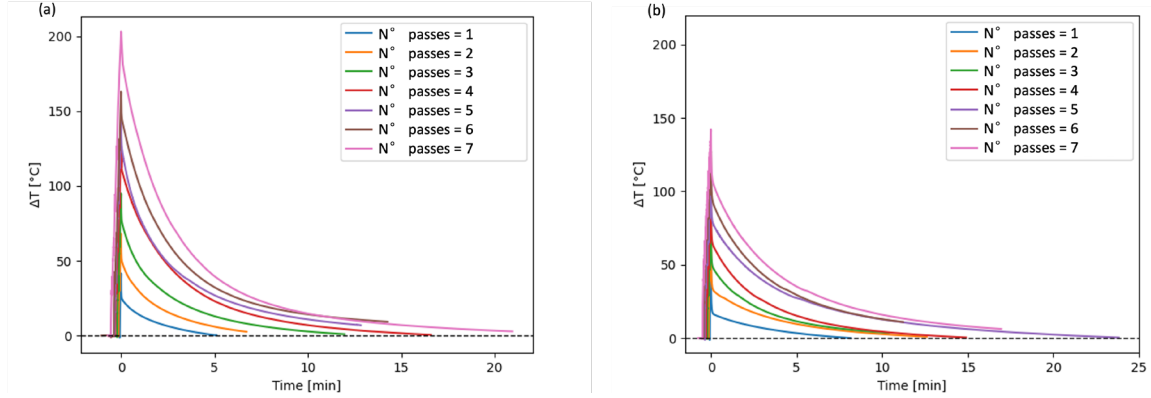 (a)
200
150
100
50
0
ΔT [°C]
0
5
10
15
20
Time [min]
N° passes = 1
N° passes = 2
N° passes = 3
N° passes = 4
N° passes = 5
N° passes = 6
N° passes = 7
(b)
200
150
100
50
0
ΔT [°C]
0
5
10
15
20
25
Time [min]
N° passes = 1
N° passes = 2
N° passes = 3
N° passes = 4
N° passes = 5
N° passes = 6
N° passes = 7